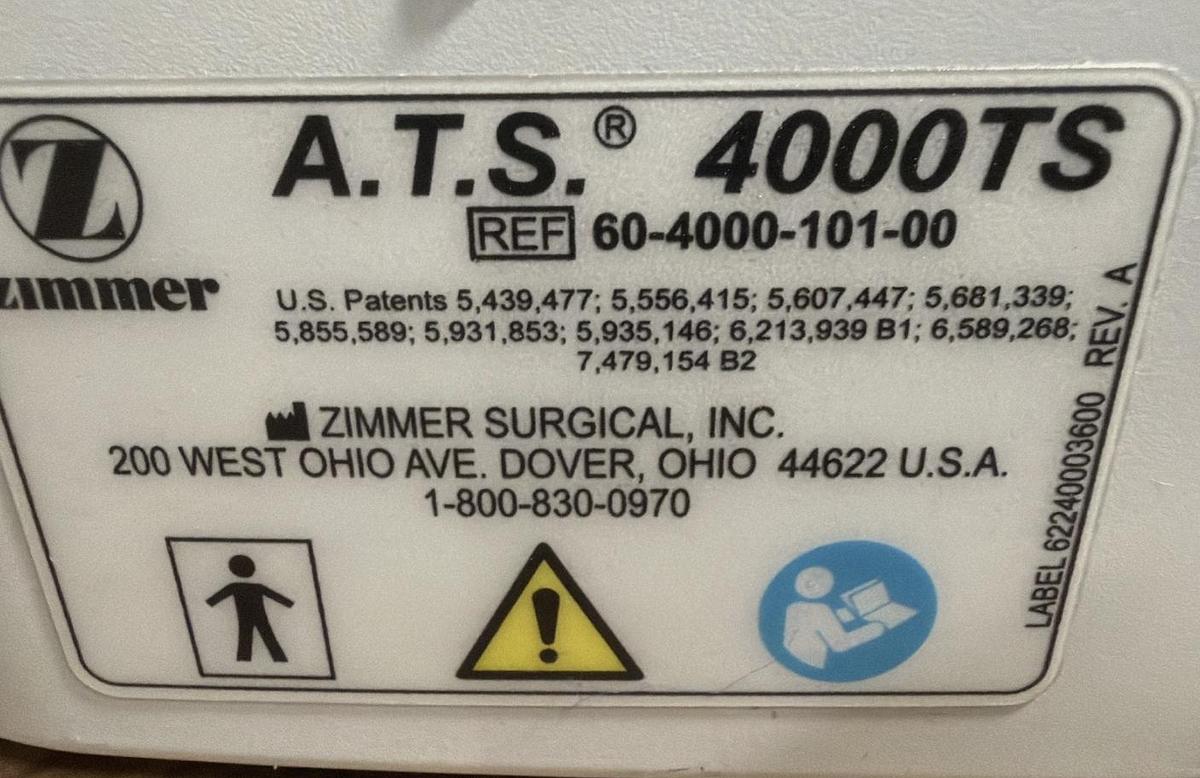 Z
zimmer
A.T.S.® 4000TS
REF 60-4000-101-00
U.S. Patents 5,439,477; 5,556,415; 5,607,447; 5,681,339;
5,855,589; 5,931,853; 5,935,146; 6,213,939 B1; 6,589,268;
7,479,154 B2
ZIMMER SURGICAL, INC.
200 WEST OHIO AVE. DOVER, OHIO 44622 U.S.A.
1-800-830-0970
LABEL 62240003600 REV. A